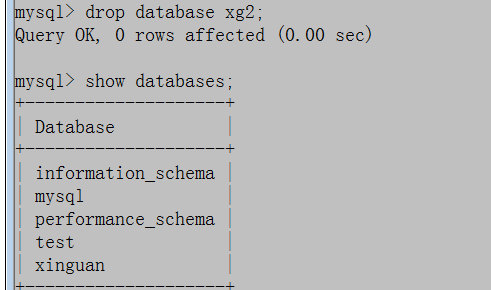 mysql> drop database xg2;
Query OK, 0 rows affected (0.00 sec)
mysql> show databases;
+--------------------+
| Database           |
+--------------------+
| information_schema |
| mysql              |
| performance_schema |
| test               |
| xinguan            |
+--------------------+